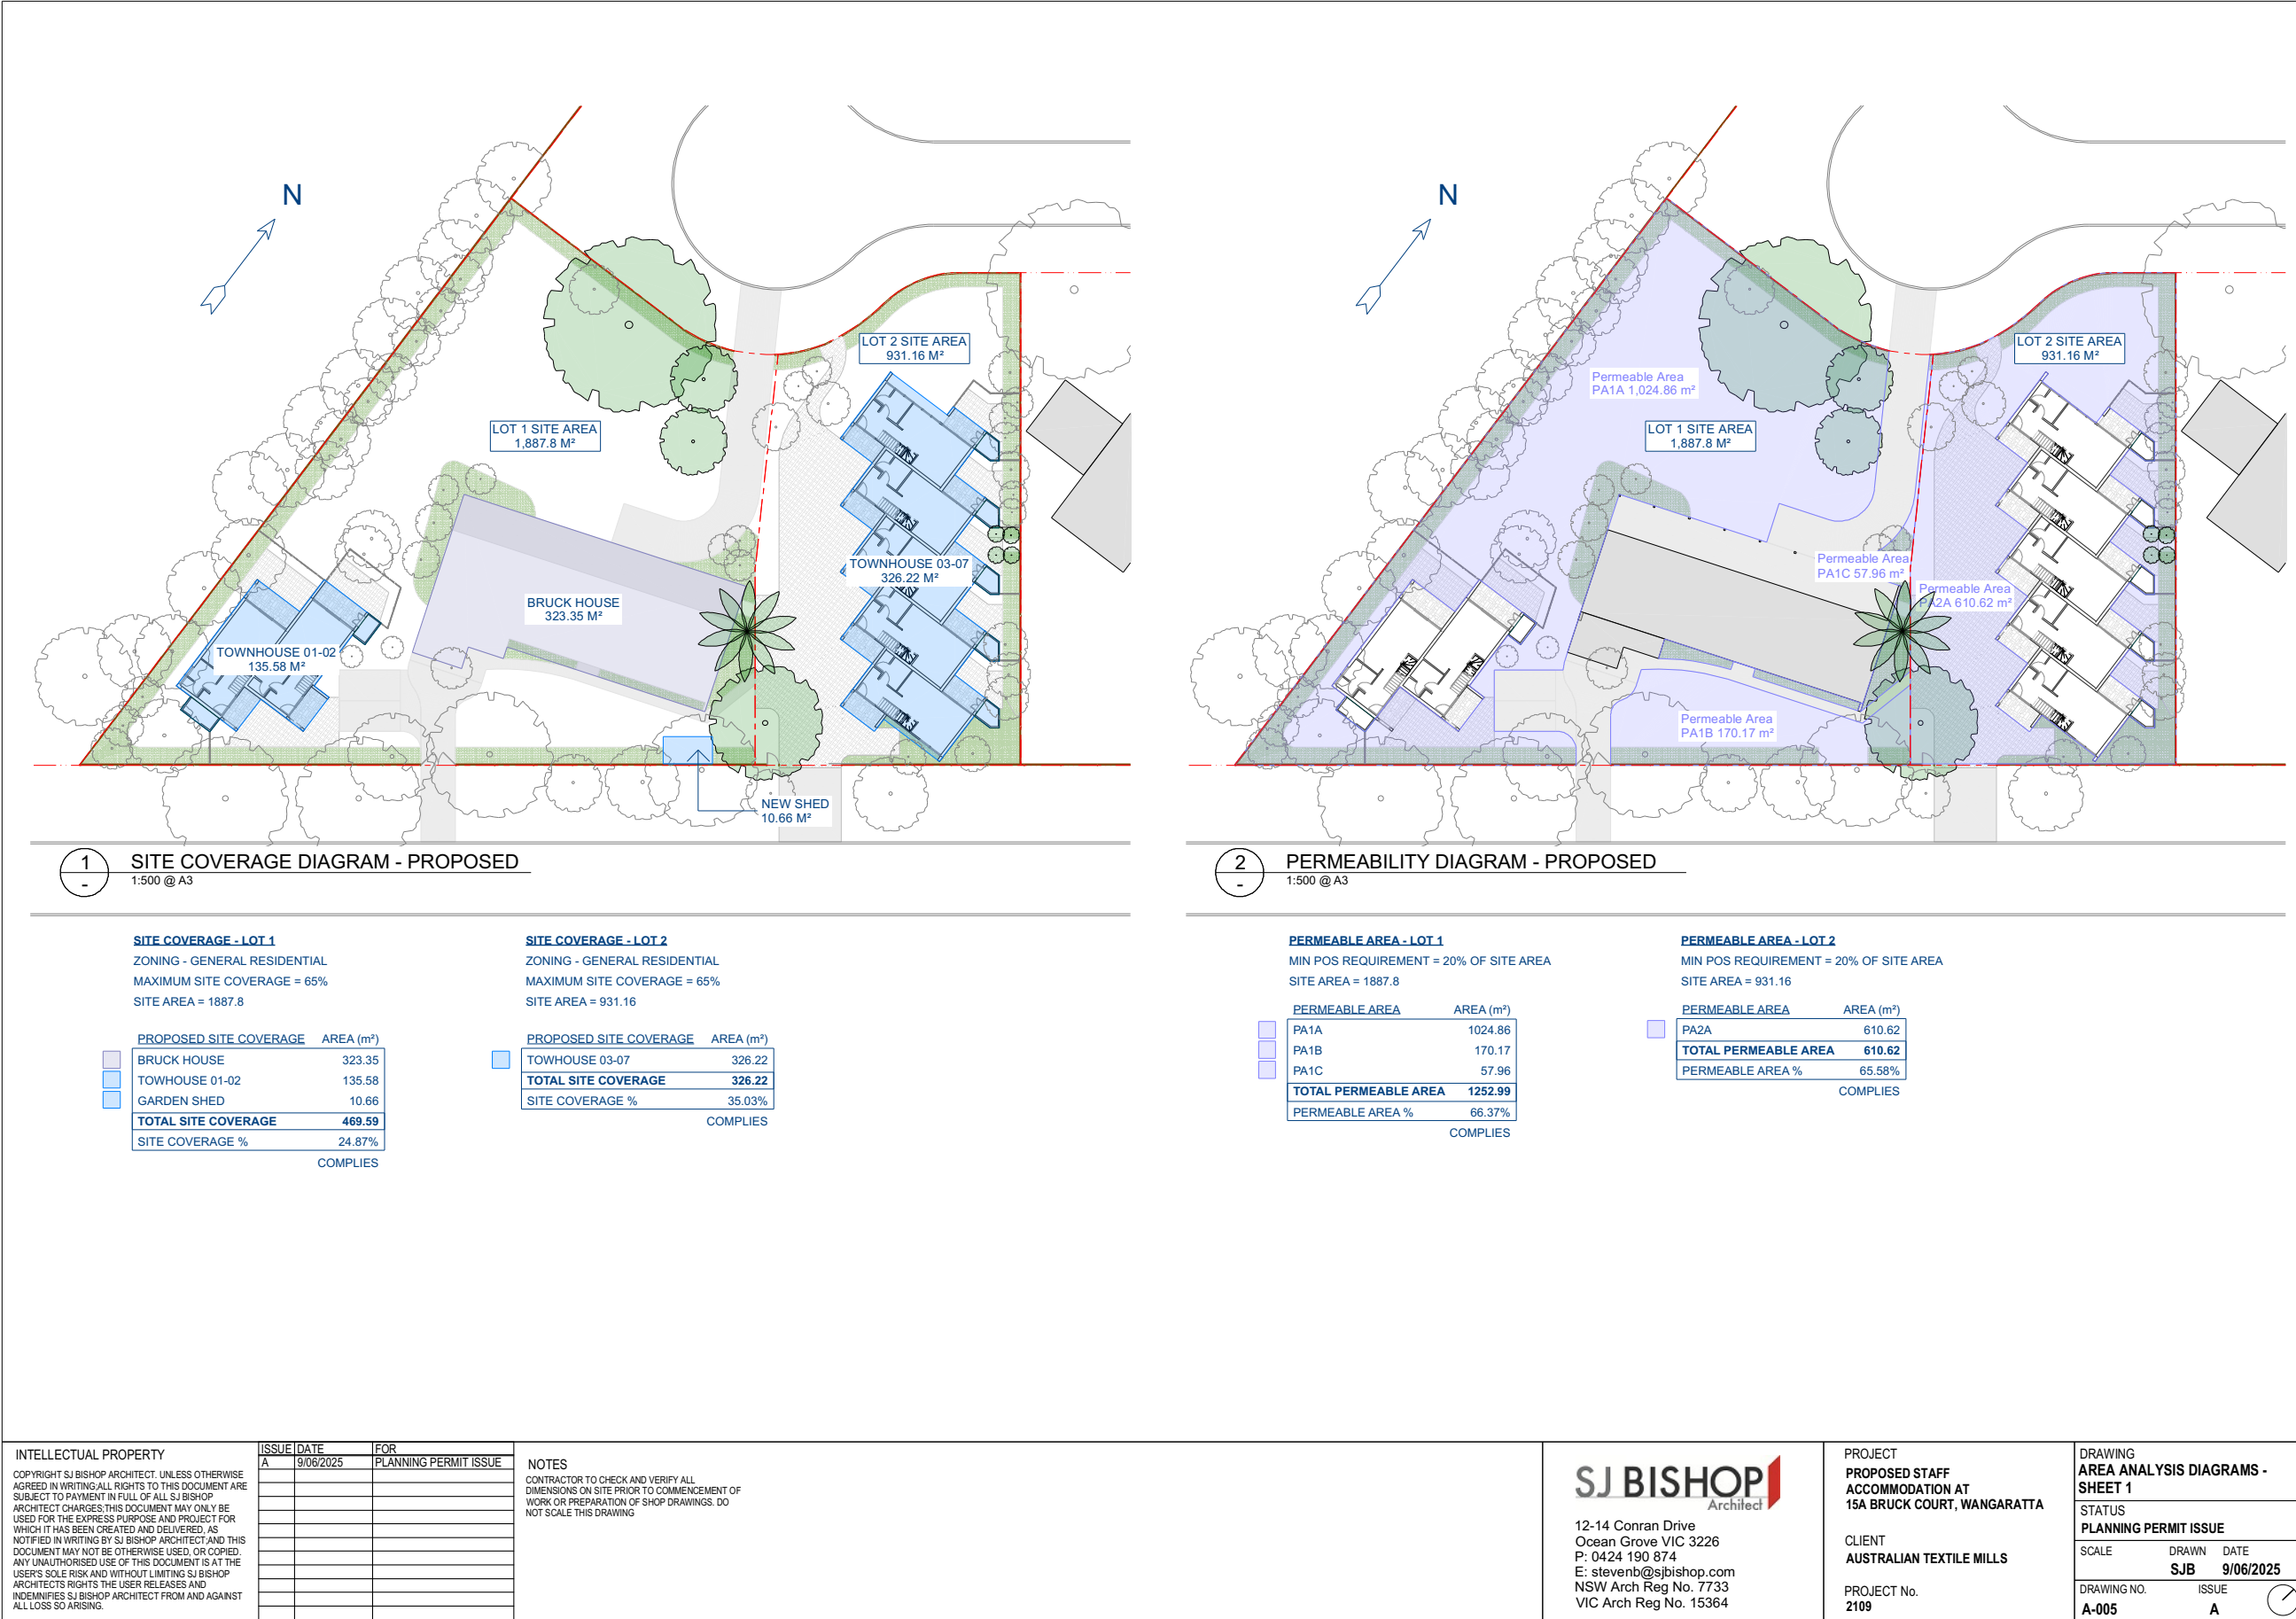 N
LOT 2 SITE AREA
931.16 M²
LOT 1 SITE AREA
1,887.8 M²
TOWNHOUSE 03-07
326.22 M²
BRUCK HOUSE
323.35 M²
TOWNHOUSE 01-02
135.58 M²
NEW SHED
10.66 M²
1
-
SITE COVERAGE DIAGRAM - PROPOSED
1:500 @ A3
N
LOT 2 SITE AREA
931.16 M²
Permeable Area
PA1A 1,024.86 m²
LOT 1 SITE AREA
1,887.8 M²
Permeable Area
PA1C 57.96 m²
Permeable Area
PA2A 610.62 m²
Permeable Area
PA1B 170.17 m²
2
-
PERMEABILITY DIAGRAM - PROPOSED
1:500 @ A3
SITE COVERAGE - LOT 1
ZONING - GENERAL RESIDENTIAL
MAXIMUM SITE COVERAGE = 65%
SITE AREA = 1887.8
PROPOSED SITE COVERAGE AREA (m²)
BRUCK HOUSE 323.35
TOWHOUSE 01-02 135.58
GARDEN SHED 10.66
TOTAL SITE COVERAGE 469.59
SITE COVERAGE % 24.87%
COMPLIES
SITE COVERAGE - LOT 2
ZONING - GENERAL RESIDENTIAL
MAXIMUM SITE COVERAGE = 65%
SITE AREA = 931.16
PROPOSED SITE COVERAGE AREA (m²)
TOWHOUSE 03-07 326.22
TOTAL SITE COVERAGE 326.22
SITE COVERAGE % 35.03%
COMPLIES
PERMEABLE AREA - LOT 1
MIN POS REQUIREMENT = 20% OF SITE AREA
SITE AREA = 1887.8
PERMEABLE AREA AREA (m²)
PA1A 1024.86
PA1B 170.17
PA1C 57.96
TOTAL PERMEABLE AREA 1252.99
PERMEABLE AREA % 66.37%
COMPLIES
PERMEABLE AREA - LOT 2
MIN POS REQUIREMENT = 20% OF SITE AREA
SITE AREA = 931.16
PERMEABLE AREA AREA (m²)
PA2A 610.62
TOTAL PERMEABLE AREA 610.62
PERMEABLE AREA % 65.58%
COMPLIES
INTELLECTUAL PROPERTY
COPYRIGHT SJ BISHOP ARCHITECT. UNLESS OTHERWISE
AGREED IN WRITING;ALL RIGHTS TO THIS DOCUMENT ARE
SUBJECT TO PAYMENT IN FULL OF ALL SJ BISHOP
ARCHITECT CHARGES;THIS DOCUMENT MAY ONLY BE
USED FOR THE EXPRESS PURPOSE AND PROJECT FOR
WHICH IT HAS BEEN CREATED AND DELIVERED, AS
NOTIFIED IN WRITING BY SJ BISHOP ARCHITECT;AND THIS
DOCUMENT MAY NOT BE OTHERWISE USED, OR COPIED.
ANY UNAUTHORISED USE OF THIS DOCUMENT IS AT THE
USER'S SOLE RISK AND WITHOUT LIMITING SJ BISHOP
ARCHITECTS RIGHTS THE USER RELEASES AND
INDEMNIFIES SJ BISHOP ARCHITECT FROM AND AGAINST
ALL LOSS SO ARISING.
ISSUE DATE FOR
A 9/06/2025 PLANNING PERMIT ISSUE
NOTES
CONTRACTOR TO CHECK AND VERIFY ALL
DIMENSIONS ON SITE PRIOR TO COMMENCEMENT OF
WORK OR PREPARATION OF SHOP DRAWINGS. DO
NOT SCALE THIS DRAWING
SJ BISHOP
Architect
12-14 Conran Drive
Ocean Grove VIC 3226
P: 0424 190 874
E: stevenb@sjbishop.com
NSW Arch Reg No. 7733
VIC Arch Reg No. 15364
PROJECT
PROPOSED STAFF
ACCOMMODATION AT
15A BRUCK COURT, WANGARATTA
CLIENT
AUSTRALIAN TEXTILE MILLS
PROJECT No.
2109
DRAWING
AREA ANALYSIS DIAGRAMS -
SHEET 1
STATUS
PLANNING PERMIT ISSUE
SCALE DRAWN DATE
SJB 9/06/2025
DRAWING NO. ISSUE
A-005 A